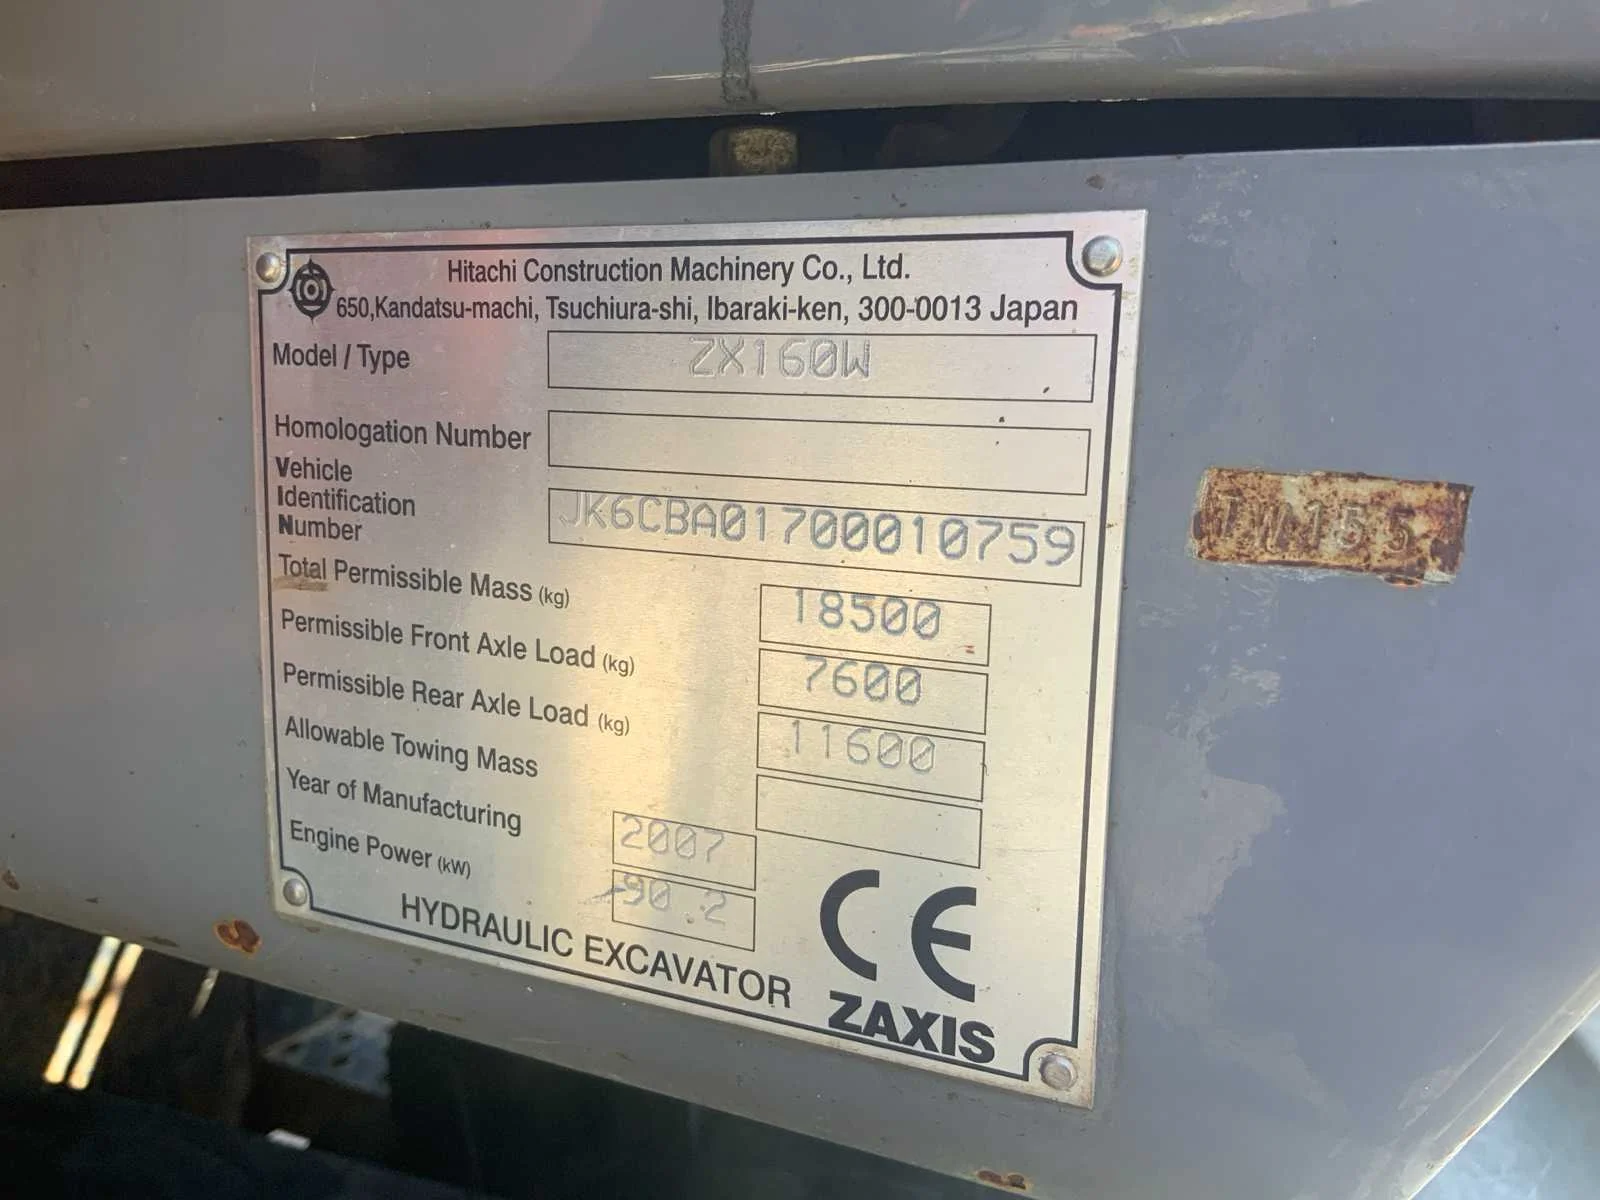 Hitachi Construction Machinery Co., Ltd.
650,Kandatsu-machi, Tsuchiura-shi, Ibaraki-ken, 300-0013 Japan
Model / Type ZX160W
Homologation Number
Vehicle
Identification
Number JK6CBA01700010759
Total Permissible Mass (kg) 18500
Permissible Front Axle Load (kg) 7600
Permissible Rear Axle Load (kg) 11600
Allowable Towing Mass
Year of Manufacturing 2007
Engine Power (kW) 90.2
HYDRAULIC EXCAVATOR
CE
ZAXIS
TW155